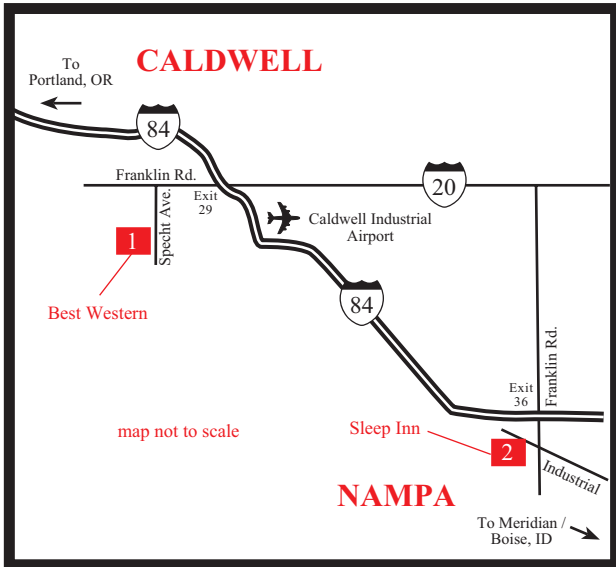 To
Portland, OR
CALDWELL
84
Franklin Rd.
20
Specht Ave.
Exit
29
Caldwell Industrial
Airport
1
Best Western
84
Franklin Rd.
Exit
36
map not to scale
Sleep Inn
2
Industrial
NAMPA
To Meridian /
Boise, ID